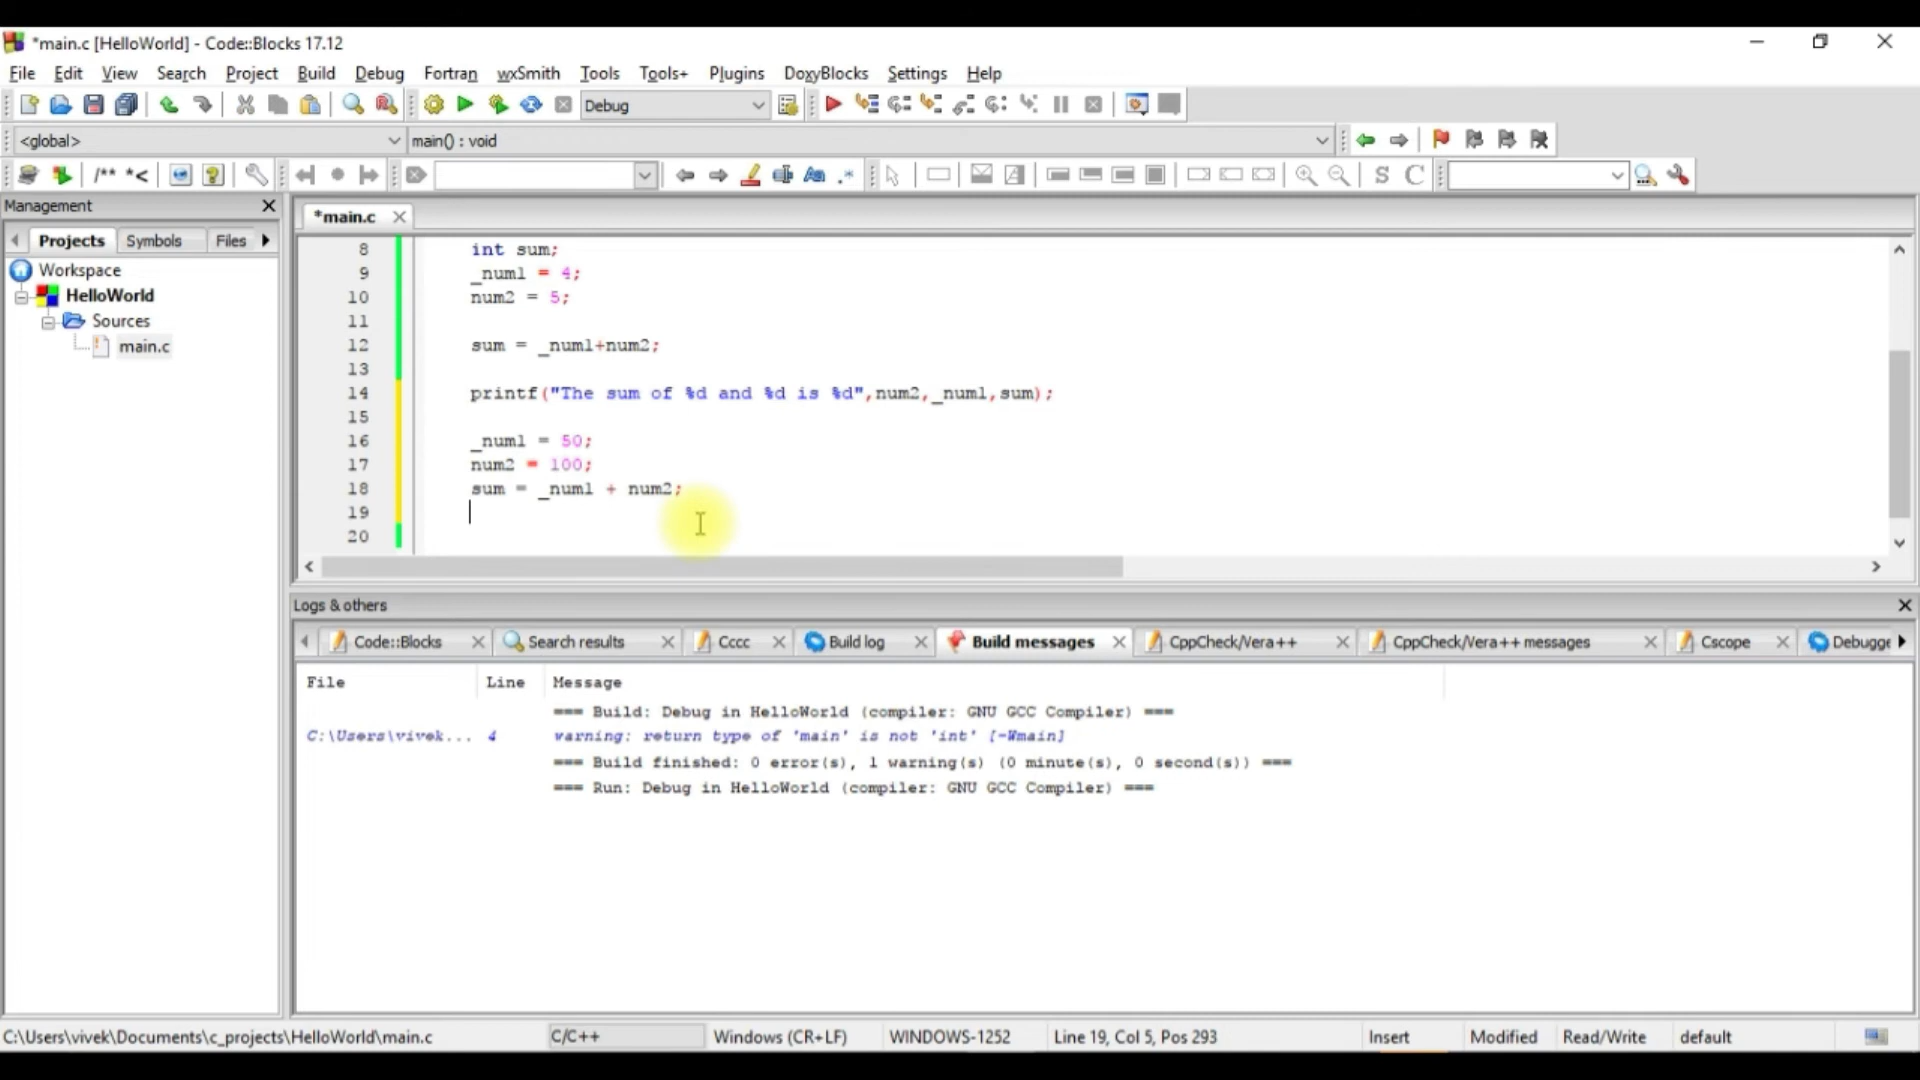 *main.c [HelloWorld] - Code::Blocks 17.12
File Edit View Search Project Build Debug Fortran wxSmith Tools Tools+ Plugins DoxyBlocks Settings Help
Debug
<global> main() : void
/** *<
S C
Management
*main.c
Projects Symbols Files
Workspace
HelloWorld
Sources
main.c
8 int sum;
9 _num1 = 4;
10 num2 = 5;
11
12 sum = _num1+num2;
13
14 printf("The sum of %d and %d is %d",num2,_num1,sum);
15
16 _num1 = 50;
17 num2 = 100;
18 sum = _num1 + num2;
19
20
Logs & others
Code::Blocks Search results Cccc Build log Build messages CppCheck/Vera++ CppCheck/Vera++ messages Cscope Debugge
File Line Message
=== Build: Debug in HelloWorld (compiler: GNU GCC Compiler) ===
C:\Users\vivek... 4 warning: return type of 'main' is not 'int' [-Wmain]
=== Build finished: 0 error(s), 1 warning(s) (0 minute(s), 0 second(s)) ===
=== Run: Debug in HelloWorld (compiler: GNU GCC Compiler) ===
C:\Users\vivek\Documents\c_projects\HelloWorld\main.c C/C++ Windows (CR+LF) WINDOWS-1252 Line 19, Col 5, Pos 293 Insert Modified Read/Write default